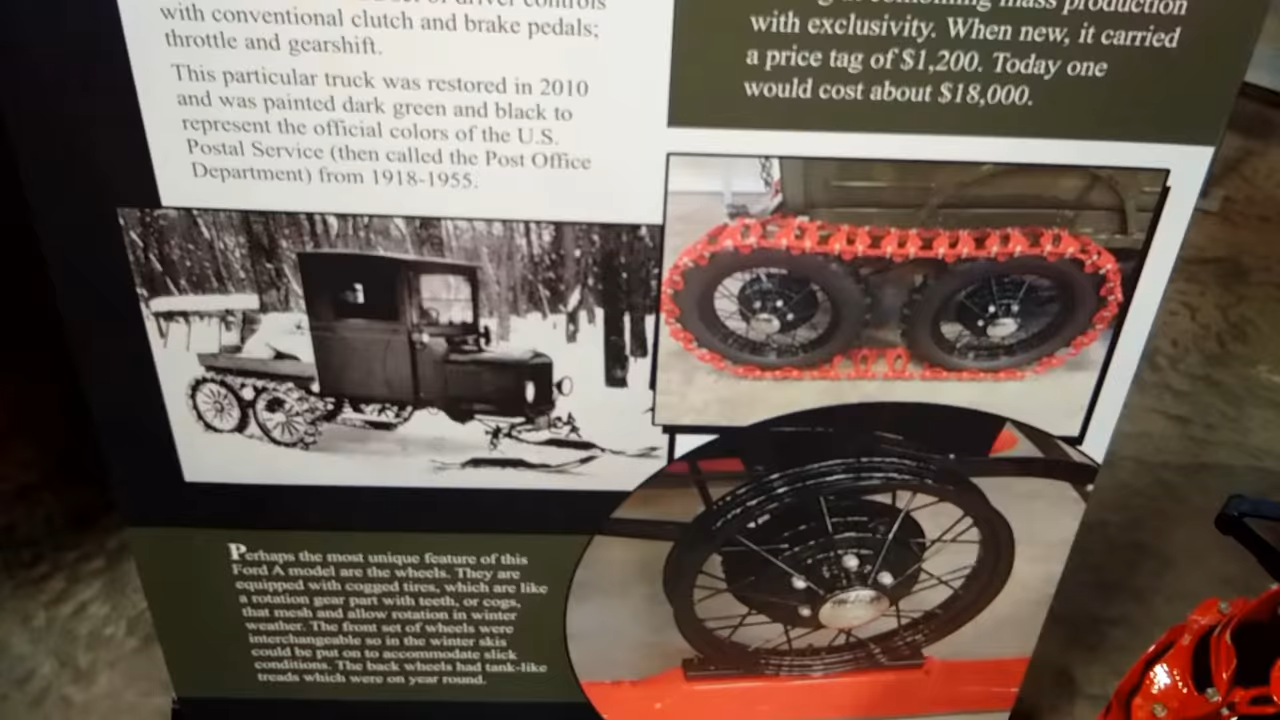 of driver controls
with conventional clutch and brake pedals;
throttle and gearshift.
This particular truck was restored in 2010
and was painted dark green and black to
represent the official colors of the U.S.
Postal Service (then called the Post Office
Department) from 1918-1955.
mass production
with exclusivity. When new, it carried
a price tag of $1,200. Today one
would cost about $18,000.
Perhaps the most unique feature of this
Ford A model are the wheels. They are
equipped with cogged tires, which are like
a rotation gear part with teeth, or cogs,
that mesh and allow rotation in winter
weather. The front set of wheels were
interchangeable so in the winter skis
could be put on to accommodate slick
conditions. The back wheels had tank-like
treads which were on year round.